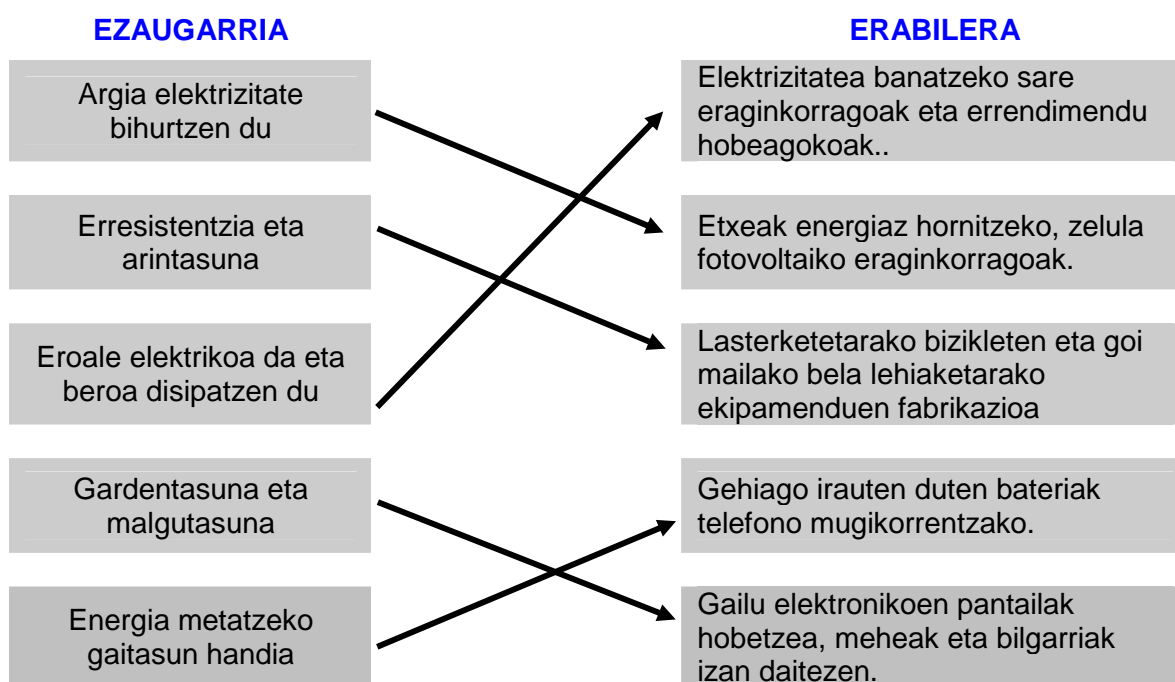 EZAUGARRIA
ERABILERA
Argia elektrizitate
bihurtzen du
Elektrizitatea banatzeko sare
eraginkorragoak eta errendimendu
hobeagokoak..
Erresistentzia eta
arintasuna
Etxeak energiaz hornitzeko, zelula
fotovoltaiko eraginkorragoak.
Eroale elektrikoa da eta
beroa disipatzen du
Lasterketetarako bizikleten eta goi
mailako bela lehiaketarako
ekipamenduen fabrikazioa
Gardentasuna eta
malgutasuna
Gehiago irauten duten bateriak
telefono mugikorrentzako.
Energia metatzeko
gaitasun handia
Gailu elektronikoen pantailak
hobetzea, meheak eta bilgarriak
izan daitezen.